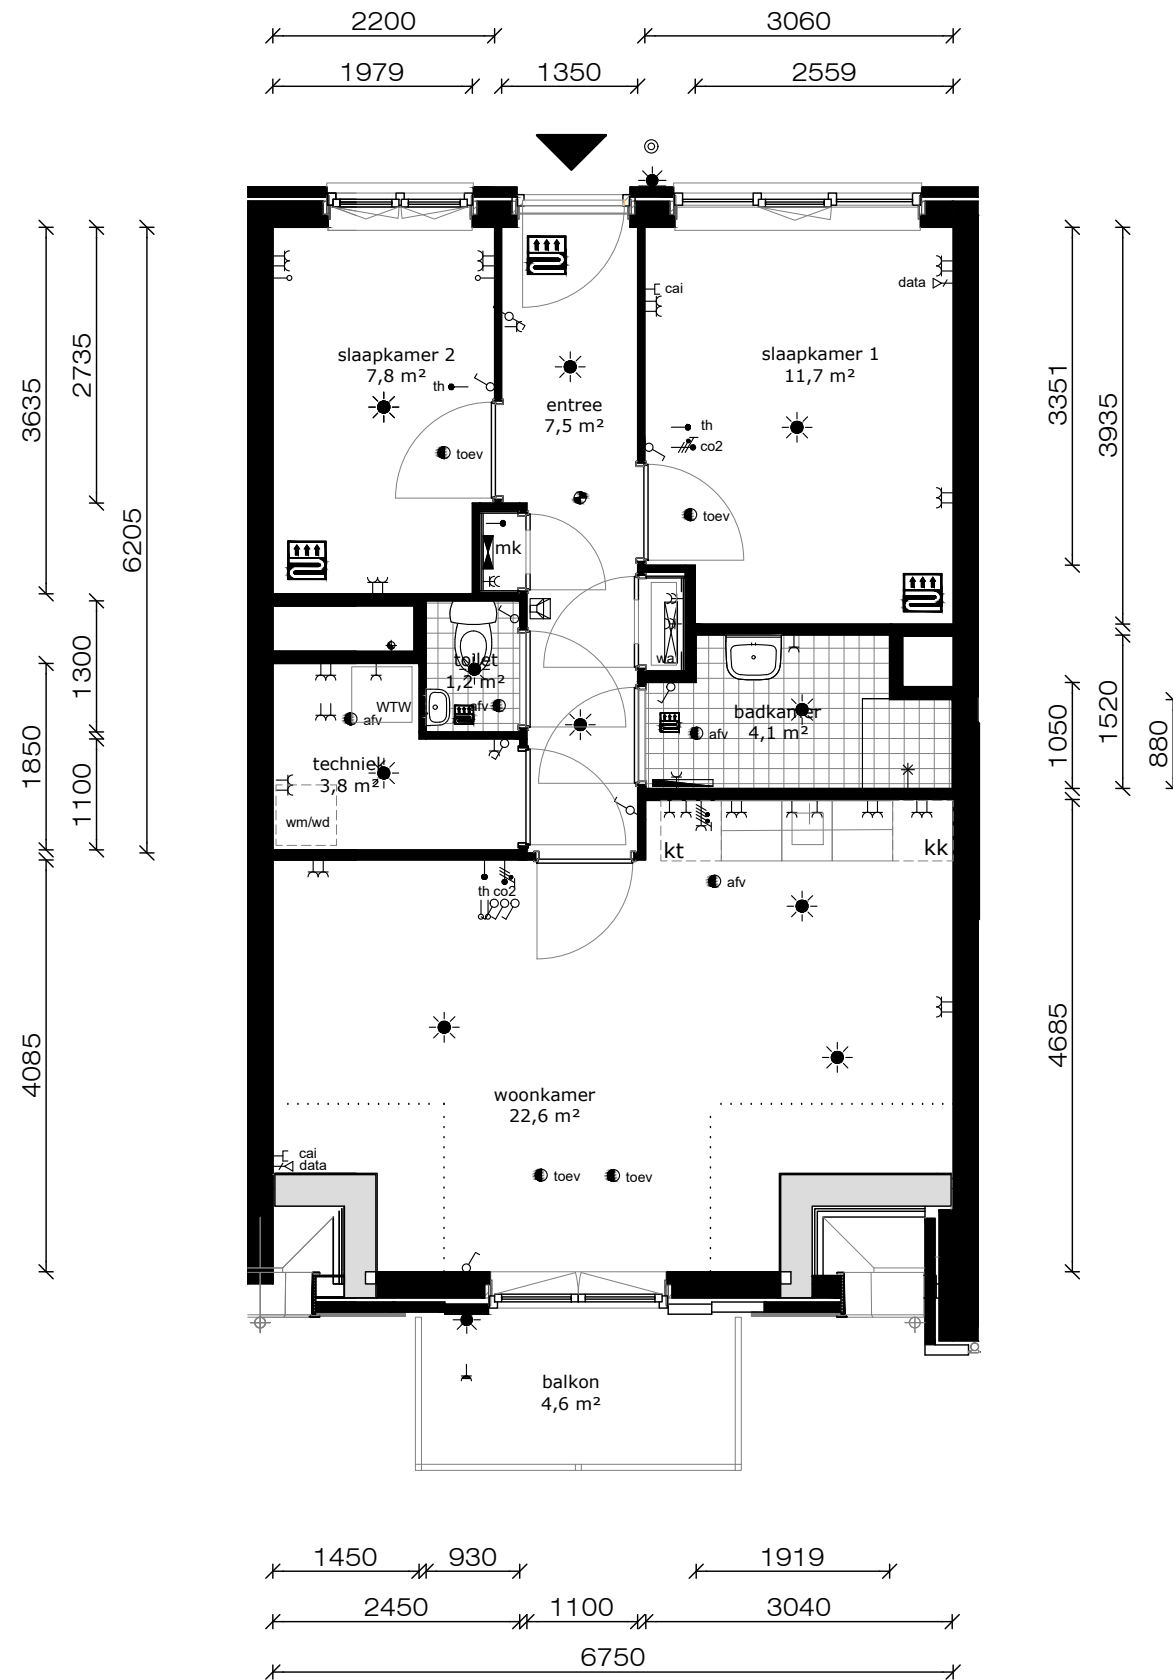 2200
3060
1979
1350
2559
3635
2735
6205
1300
1850
1100
4085
3351
3935
1050
1520
880
4685
cai
data
slaapkamer 2
7,8 m²
th
entree
7,5 m²
slaapkamer 1
11,7 m²
th
co2
toev
toev
mk
wa
toilet
1,2 m²
afv
WTW
afv
badkamer
4,1 m²
afv
techniek
3,8 m²
wm/wd
kt
kk
afv
th co2
woonkamer
22,6 m²
cai
data
toev
toev
balkon
4,6 m²
1450
930
1919
2450
1100
3040
6750